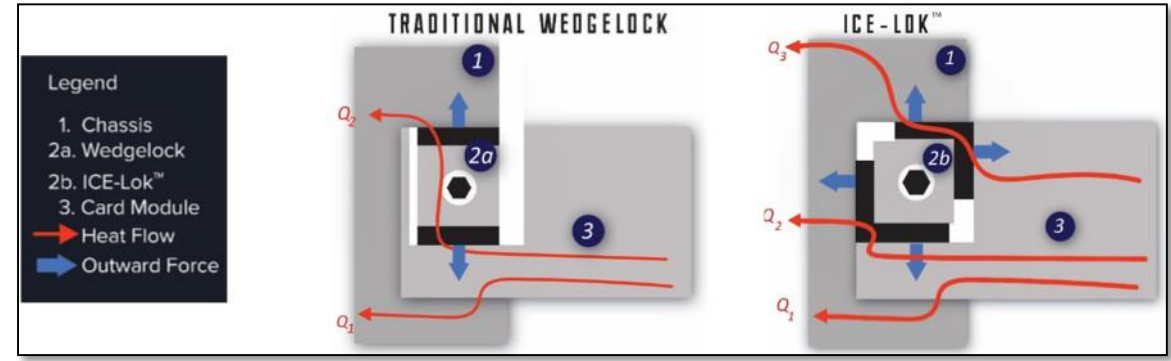 Legend
1. Chassis
2a. Wedgelock
2b. ICE-Lok™
3. Card Module
Heat Flow
Outward Force
TRADITIONAL WEDGELOCK
1
Q2
2a
3
Q1
ICE-LOK™
Q3
1
2b
Q2
3
Q1